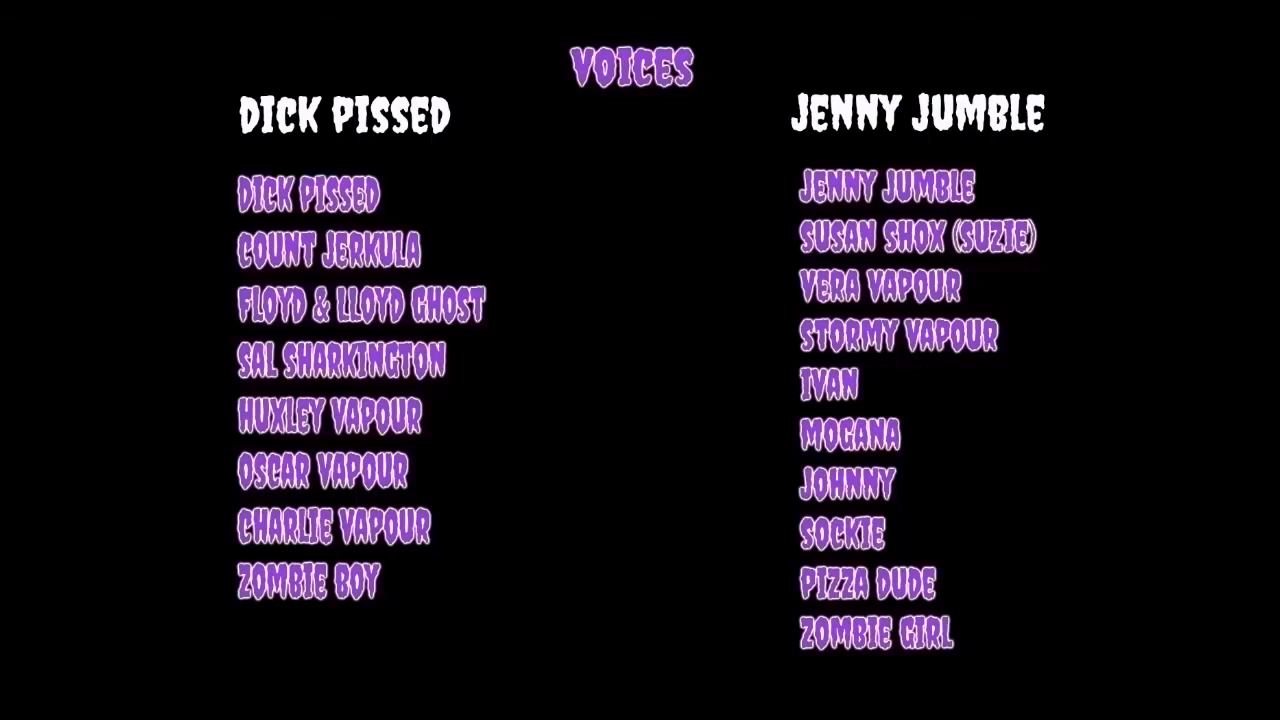 VOICES
DICK PISSED
DICK PISSED
COUNT JERKULA
FLOYD & LLOYD GHOST
SAL SHARKINGTON
HUXLEY VAPOUR
OSCAR VAPOUR
CHARLIE VAPOUR
ZOMBIE BOY
JENNY JUMBLE
JENNY JUMBLE
SUSAN SHOX (SUZIE)
VERA VAPOUR
STORMY VAPOUR
IVAN
MOGANA
JOHNNY
SOCKIE
PIZZA DUDE
ZOMBIE GIRL